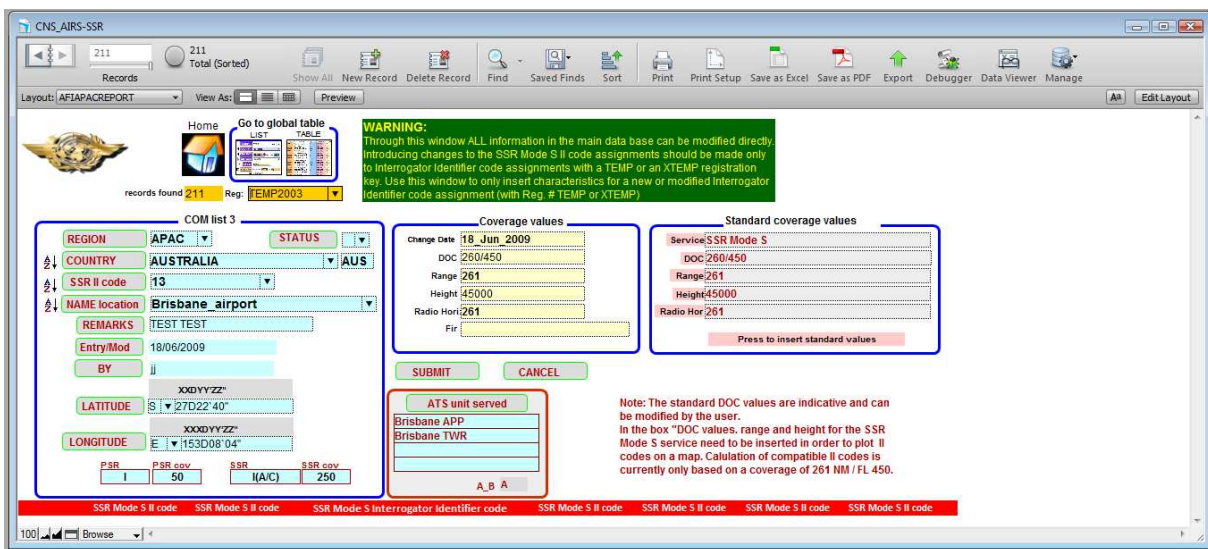 CNS_AIRS-SSR
211
211
Total (Sorted)
Records
Show All New Record Delete Record Find Saved Finds Sort Print Print Setup Save as Excel Save as PDF Export Debugger Data Viewer Manage
Layout: AFIAPACREPORT View As: Preview Aa Edit Layout
Home
Go to global table
LIST TABLE
records found 211 Reg: TEMP2003
WARNING:
Through this window ALL information in the main data base can be modified directly.
Introducing changes to the SSR Mode S II code assignments should be made only
to Interrogator Identifier code assignments with a TEMP or an XTEMP registration
key. Use this window to only insert characteristics for a new or modified Interrogator
Identifier code assignment (with Reg. # TEMP or XTEMP)
COM list 3
REGION APAC STATUS
COUNTRY AUSTRALIA AUS
SSR II code 13
NAME location Brisbane_airport
REMARKS TEST TEST
Entry/Mod 18/06/2009
BY jj
XXDYY'ZZ"
LATITUDE S 27D22'40"
XXXDYY'ZZ"
LONGITUDE E 153D08'04"
PSR PSR cov SSR SSR cov
I 50 I(A/C) 250
Coverage values
Change Date 18_Jun_2009
DOC 260/450
Range 261
Height 45000
Radio Hori: 261
Fir
SUBMIT CANCEL
ATS unit served
Brisbane APP
Brisbane TWR
A_B A
Standard coverage values
Service SSR Mode S
DOC 260/450
Range 261
Height 45000
Radio Hor 261
Press to insert standard values
Note: The standard DOC values are indicative and can
be modified by the user.
In the box "DOC values. range and height for the SSR
Mode S service need to be inserted in order to plot II
codes on a map. Calulation of compatible II codes is
currently only based on a coverage of 261 NM / FL 450.
SSR Mode S II code SSR Mode S II code SSR Mode S Interrogator Identifier code SSR Mode S II code SSR Mode S II code SSR Mode S II code SSR Mode S II code
100 Browse